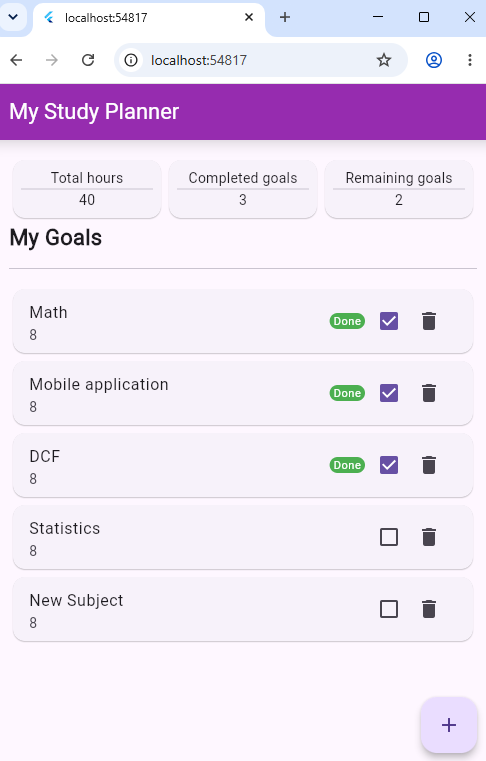 localhost:54817
localhost:54817
My Study Planner
Total hours
40
Completed goals
3
Remaining goals
2
My Goals
Math
8
Done
Mobile application
8
Done
DCF
8
Done
Statistics
8
New Subject
8